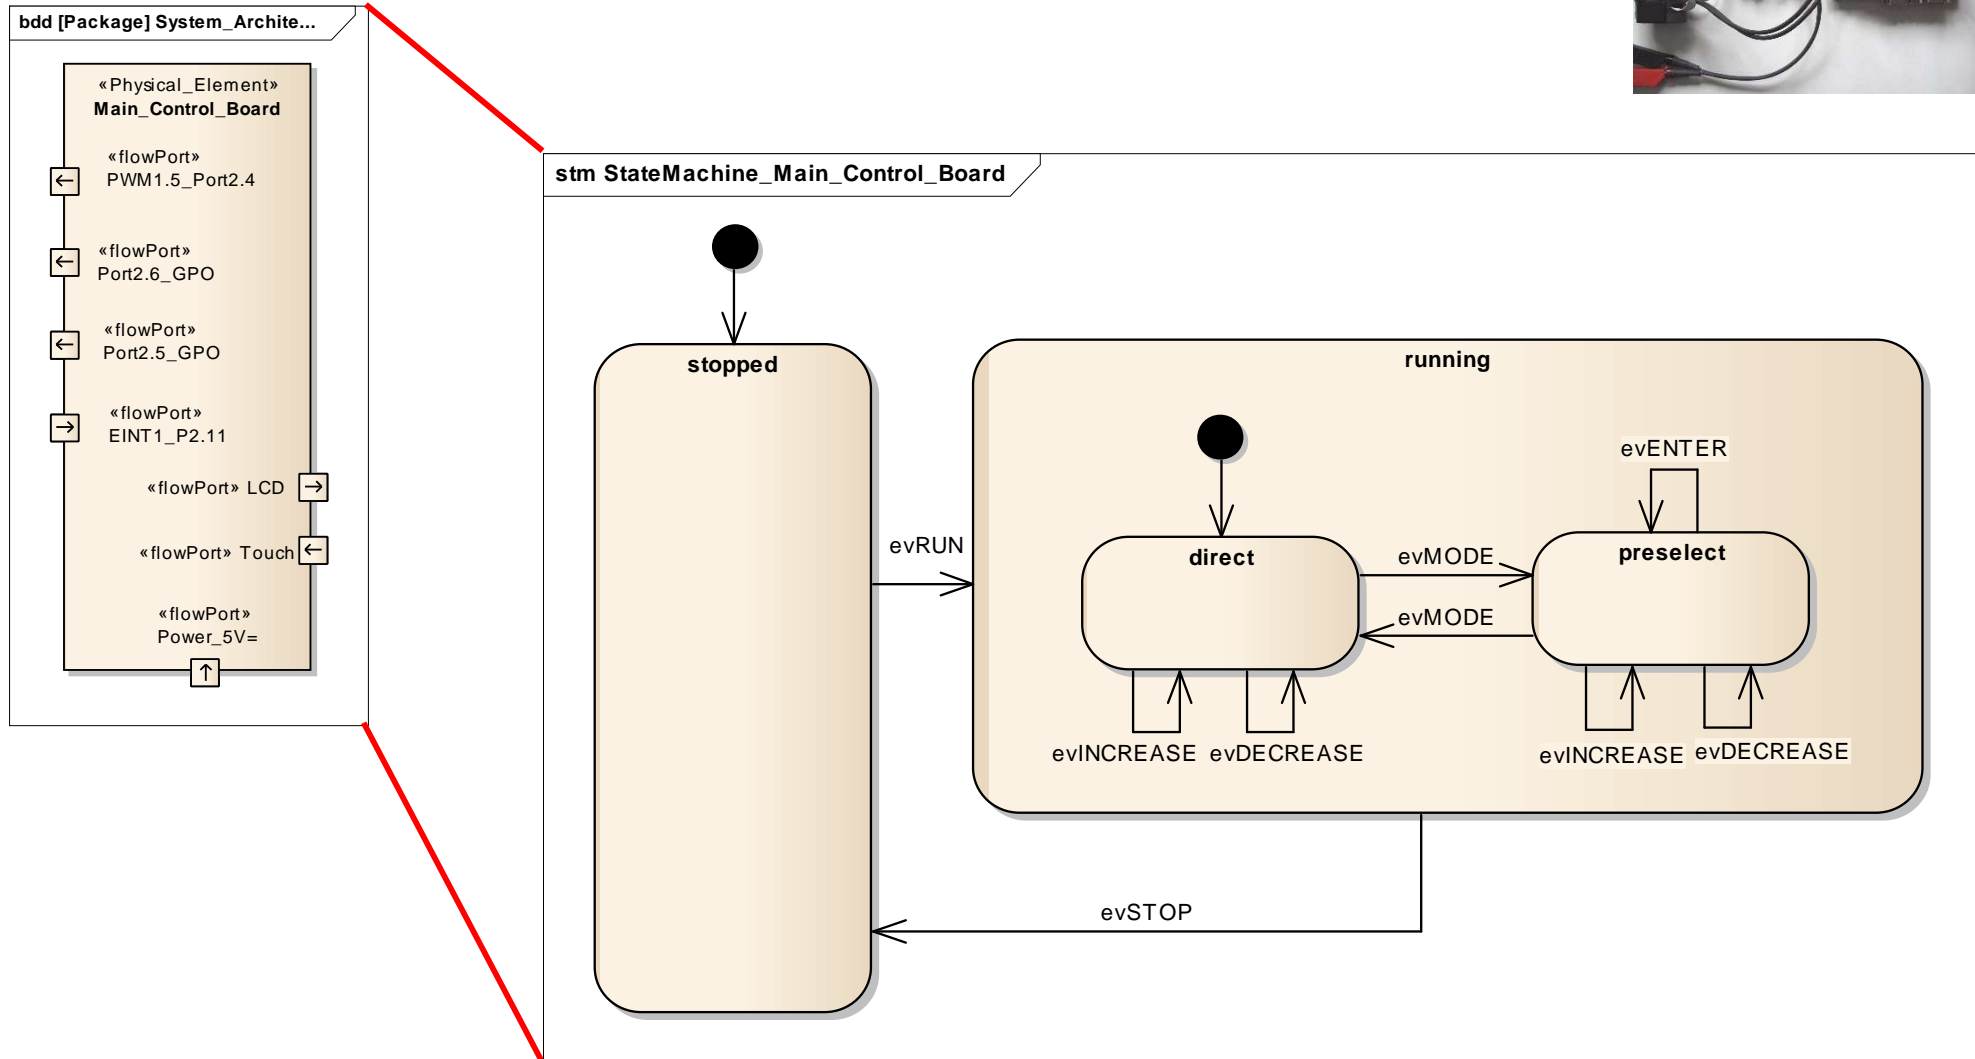 bdd [Package] System_Archite...
«Physical_Element»
Main_Control_Board
«flowPort»
PWM1.5_Port2.4
«flowPort»
Port2.6_GPO
«flowPort»
Port2.5_GPO
«flowPort»
EINT1_P2.11
«flowPort» LCD
«flowPort» Touch
«flowPort»
Power_5V=
stm StateMachine_Main_Control_Board
stopped
running
evRUN
direct
evMODE
evMODE
evENTER
preselect
evINCREASE
evDECREASE
evINCREASE
evDECREASE
evSTOP